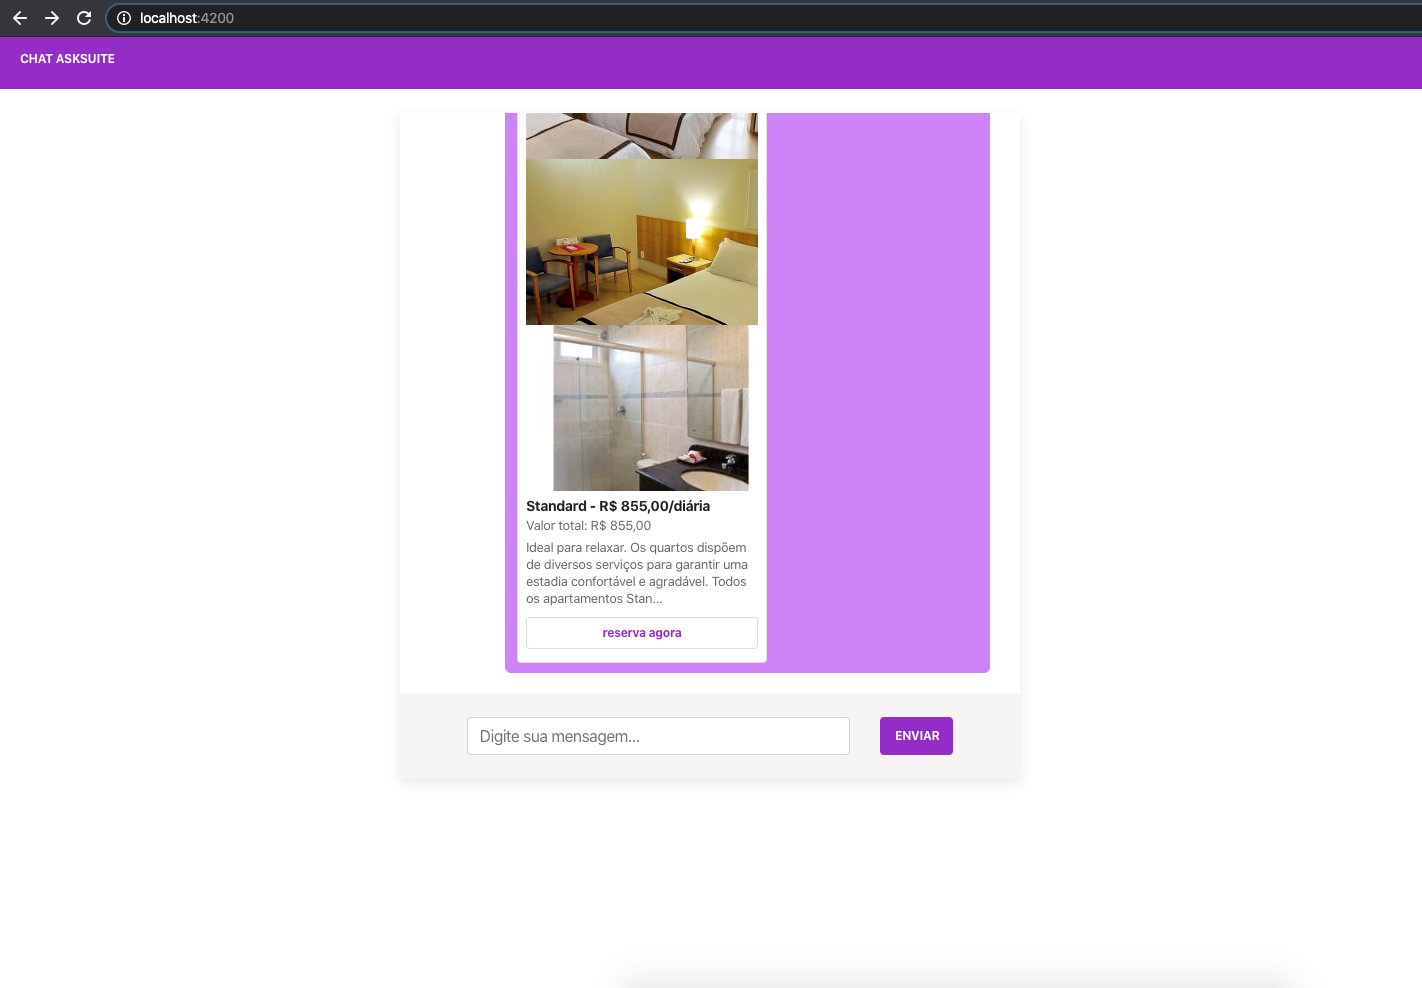 localhost:4200
CHAT ASKSUITE
Standard - R$ 855,00/diária
Valor total: R$ 855,00
Ideal para relaxar. Os quartos dispõem
de diversos serviços para garantir uma
estadia confortável e agradável. Todos
os apartamentos Stan...
reserva agora
Digite sua mensagem...
ENVIAR